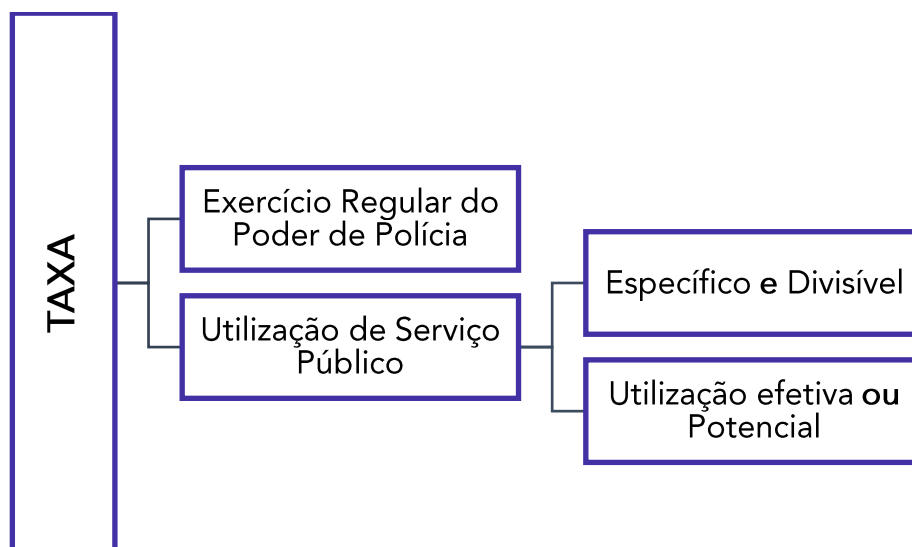 TAXA
Exercício Regular do
Poder de Polícia
Utilização de Serviço
Público
Específico e Divisível
Utilização efetiva ou
Potencial